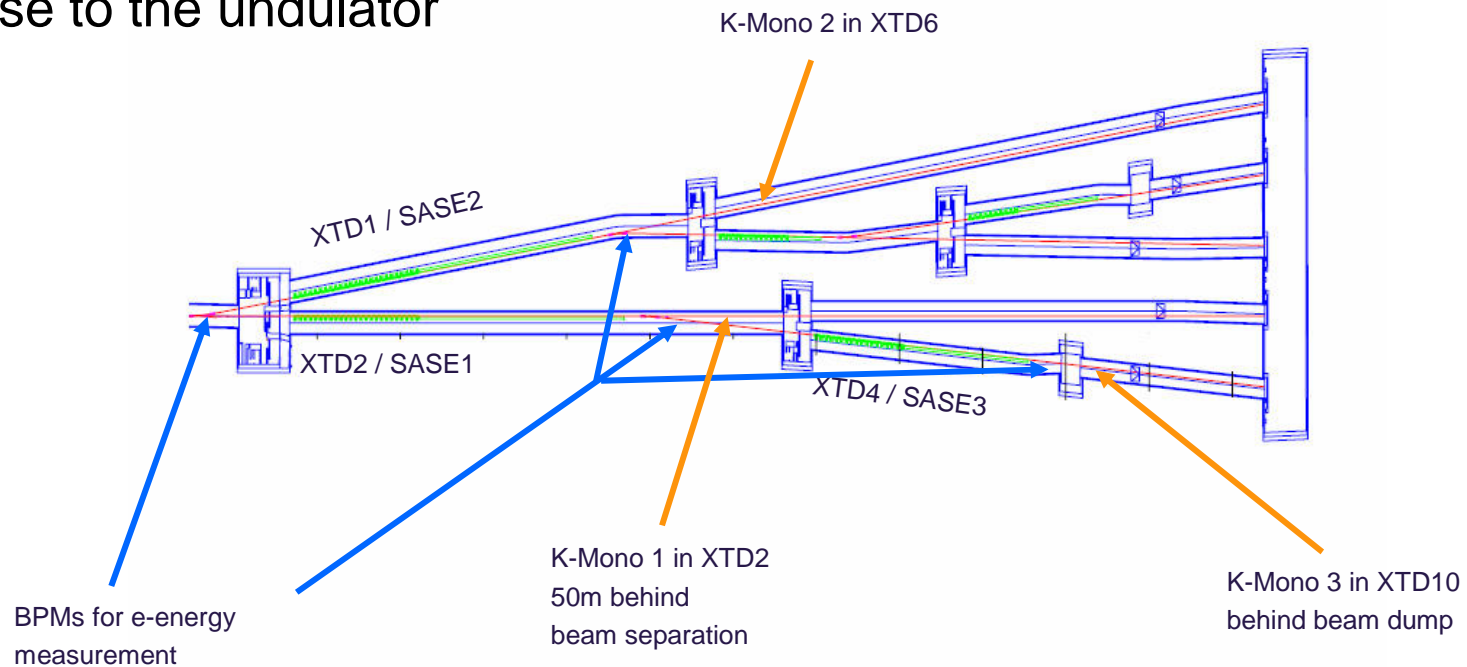 se to the undulator
K-Mono 2 in XTD6
XTD1 / SASE2
XTD2 / SASE1
XTD4 / SASE3
K-Mono 1 in XTD2
50m behind
beam separation
K-Mono 3 in XTD10
behind beam dump
BPMs for e-energy
measurement